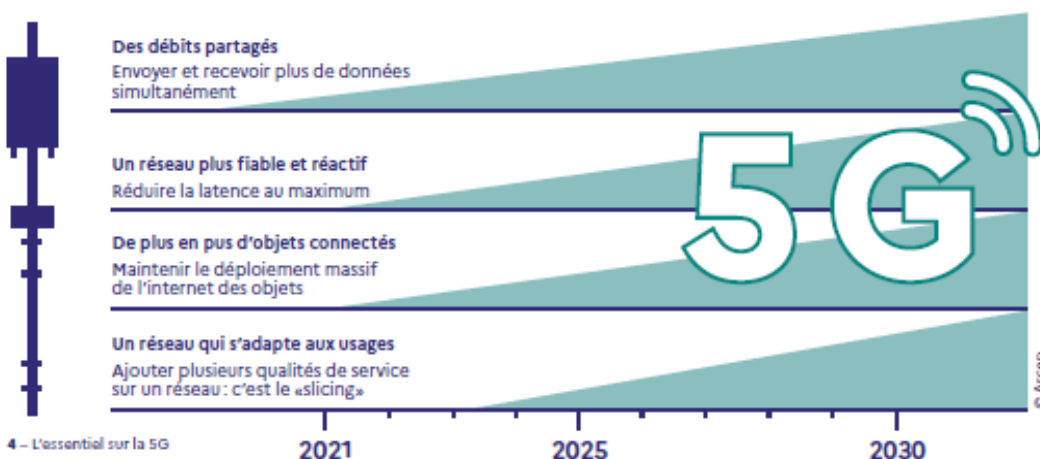 Des débits partagés
Envoyer et recevoir plus de données
simultanément
Un réseau plus fiable et réactif
Réduire la latence au maximum
De plus en pus d'objets connectés
Maintenir le déploiement massif
de l'internet des objets
Un réseau qui s'adapte aux usages
Ajouter plusieurs qualités de service
sur un réseau : c'est le «slicing»
5G
4 – L'essentiel sur la 5G
2021
2025
2030